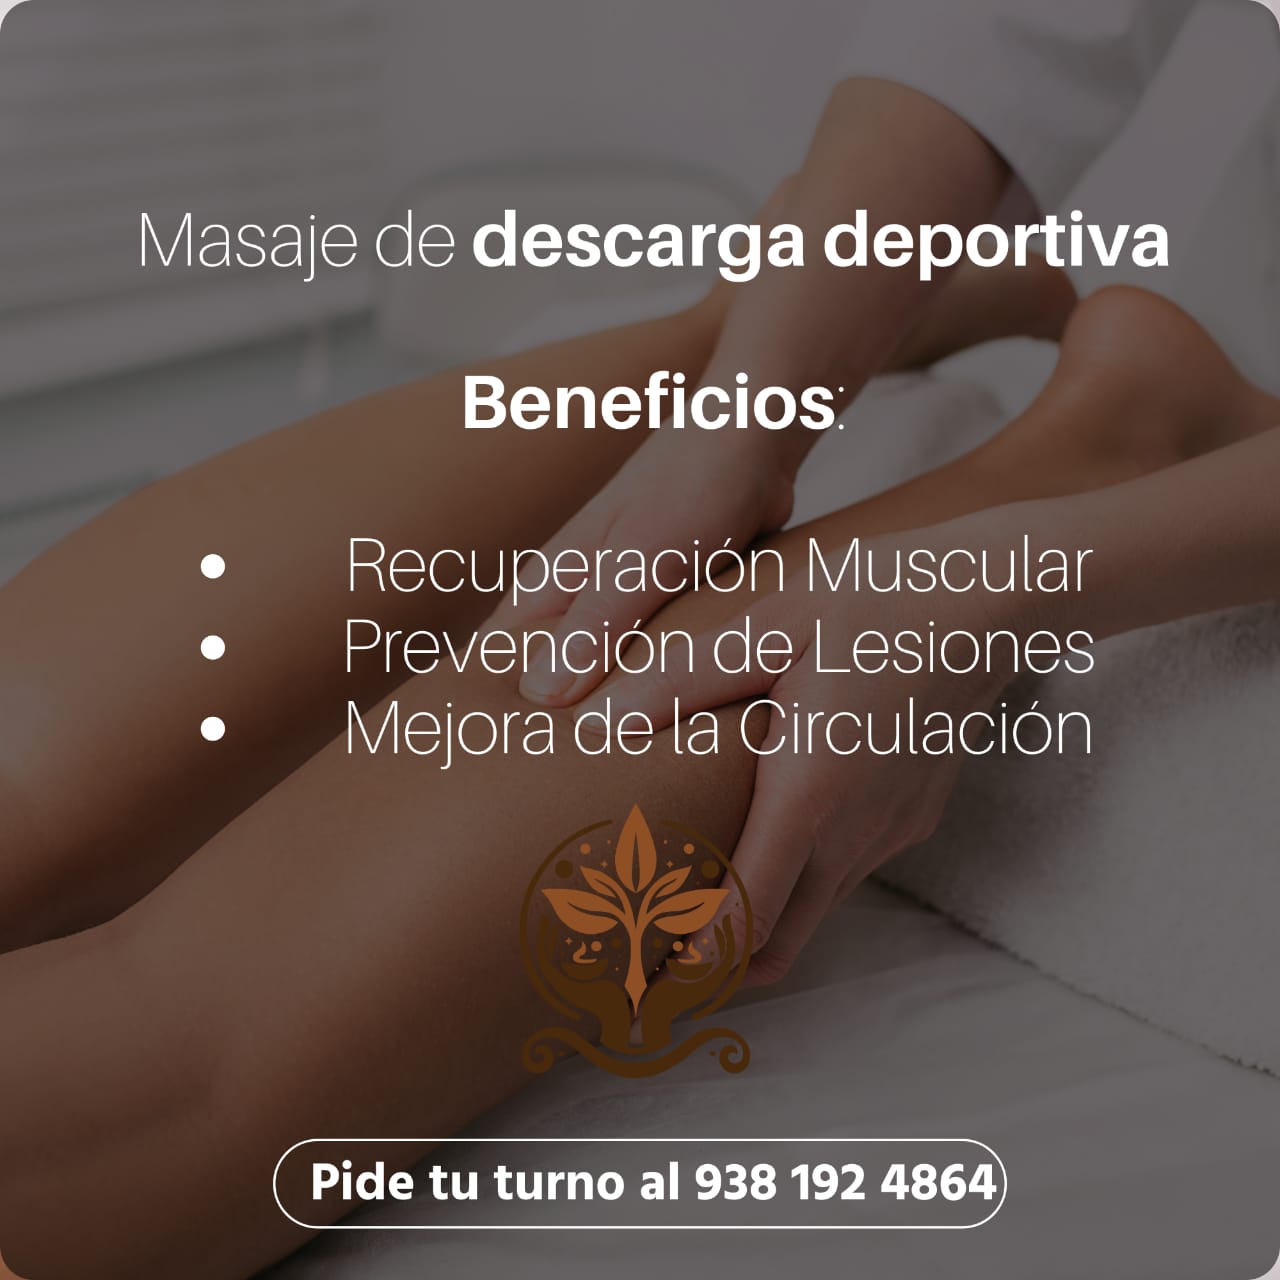 Masaje de descarga deportiva
Beneficios:
• Recuperación Muscular
• Prevención de Lesiones
• Mejora de la Circulación
Pide tu turno al 938 192 4864